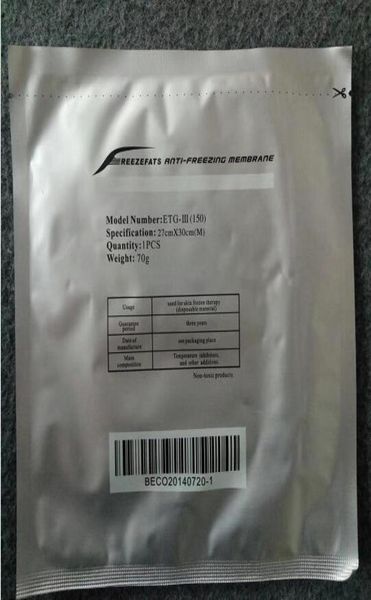 FREEZEFATS ANTI-FREEZING MEMBRANE
Model Number:ETG-III(150)
Specification:27cmX30cm(M)
Quantity:1PCS
Weight: 70g
Usage used for skin frozen therapy (disposable material)
Guarantee period three years
Date of manufacture see packaging place
Main composition Temperature inhibitors, and other additives.
Non-toxic products.
BECO20140720-1